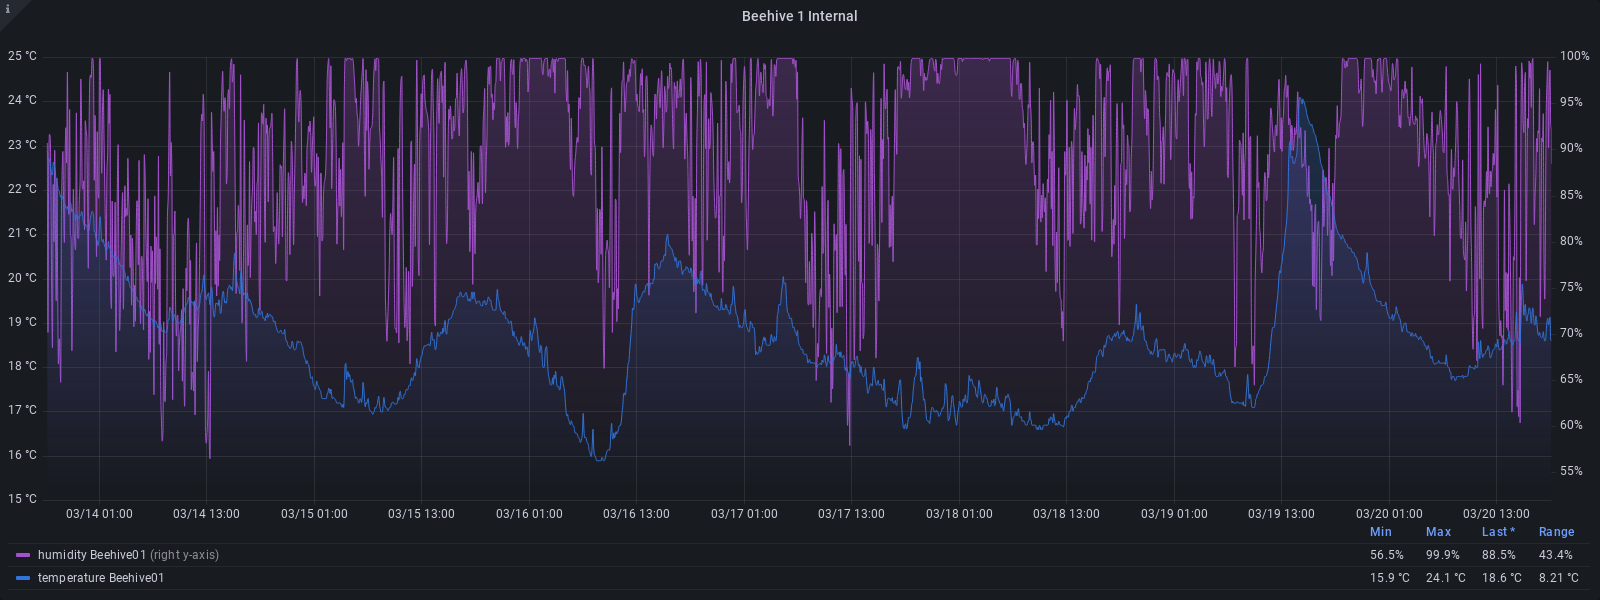 i
Beehive 1 Internal
25 °C 100%
24 °C 95%
23 °C 90%
22 °C 85%
21 °C 80%
20 °C 75%
19 °C 70%
18 °C 65%
17 °C 60%
16 °C 55%
15 °C
03/14 01:00 03/14 13:00 03/15 01:00 03/15 13:00 03/16 01:00 03/16 13:00 03/17 01:00 03/17 13:00 03/18 01:00 03/18 13:00 03/19 01:00 03/19 13:00 03/20 01:00 03/20 13:00
Min Max Last * Range
humidity Beehive01 (right y-axis) 56.5% 99.9% 88.5% 43.4%
temperature Beehive01 15.9 °C 24.1 °C 18.6 °C 8.21 °C